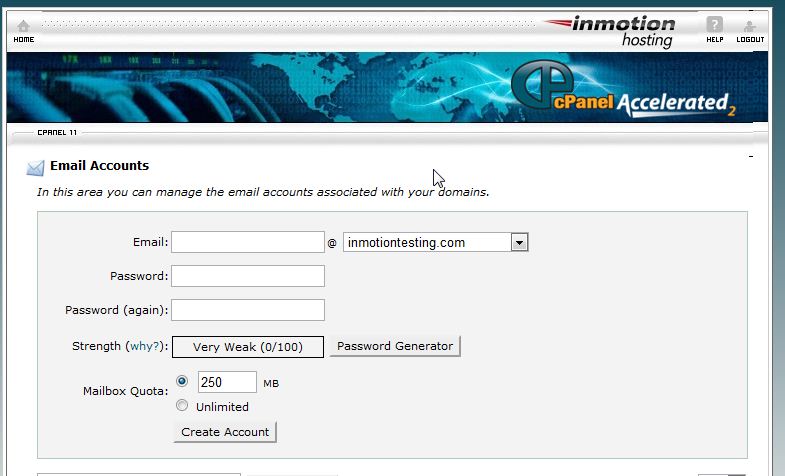 inmotion
hosting
HOME
HELP
LOGOUT
cPanel Accelerated2
CPANEL 11
Email Accounts
In this area you can manage the email accounts associated with your domains.
Email: @ inmotiontesting.com
Password:
Password (again):
Strength (why?): Very Weak (0/100) Password Generator
Mailbox Quota: 250 MB
Unlimited
Create Account